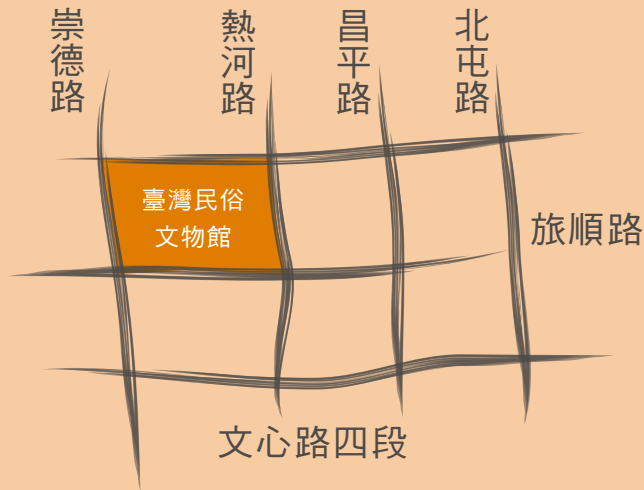 崇德路
熱河路
昌平路
北屯路
臺灣民俗
文物館
旅順路
文心路四段